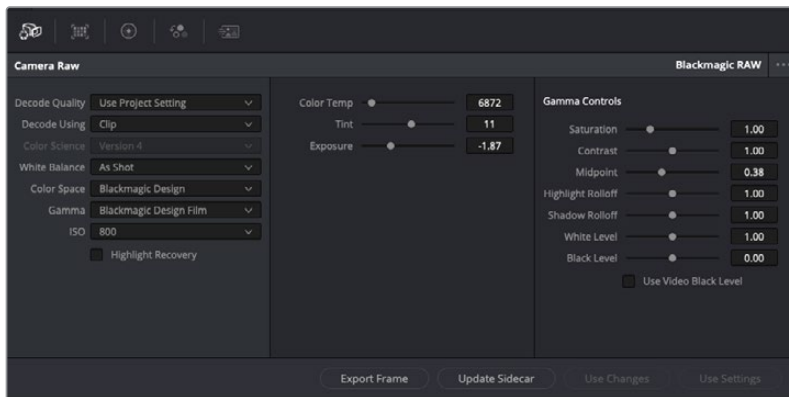 Camera Raw
Blackmagic RAW
Decode Quality Use Project Setting
Decode Using Clip
Color Science Version 4
White Balance As Shot
Color Space Blackmagic Design
Gamma Blackmagic Design Film
ISO 800
Highlight Recovery
Color Temp 6872
Tint 11
Exposure -1.87
Gamma Controls
Saturation 1.00
Contrast 1.00
Midpoint 0.38
Highlight Rolloff 1.00
Shadow Rolloff 1.00
White Level 1.00
Black Level 0.00
Use Video Black Level
Export Frame
Update Sidecar
Use Changes
Use Settings